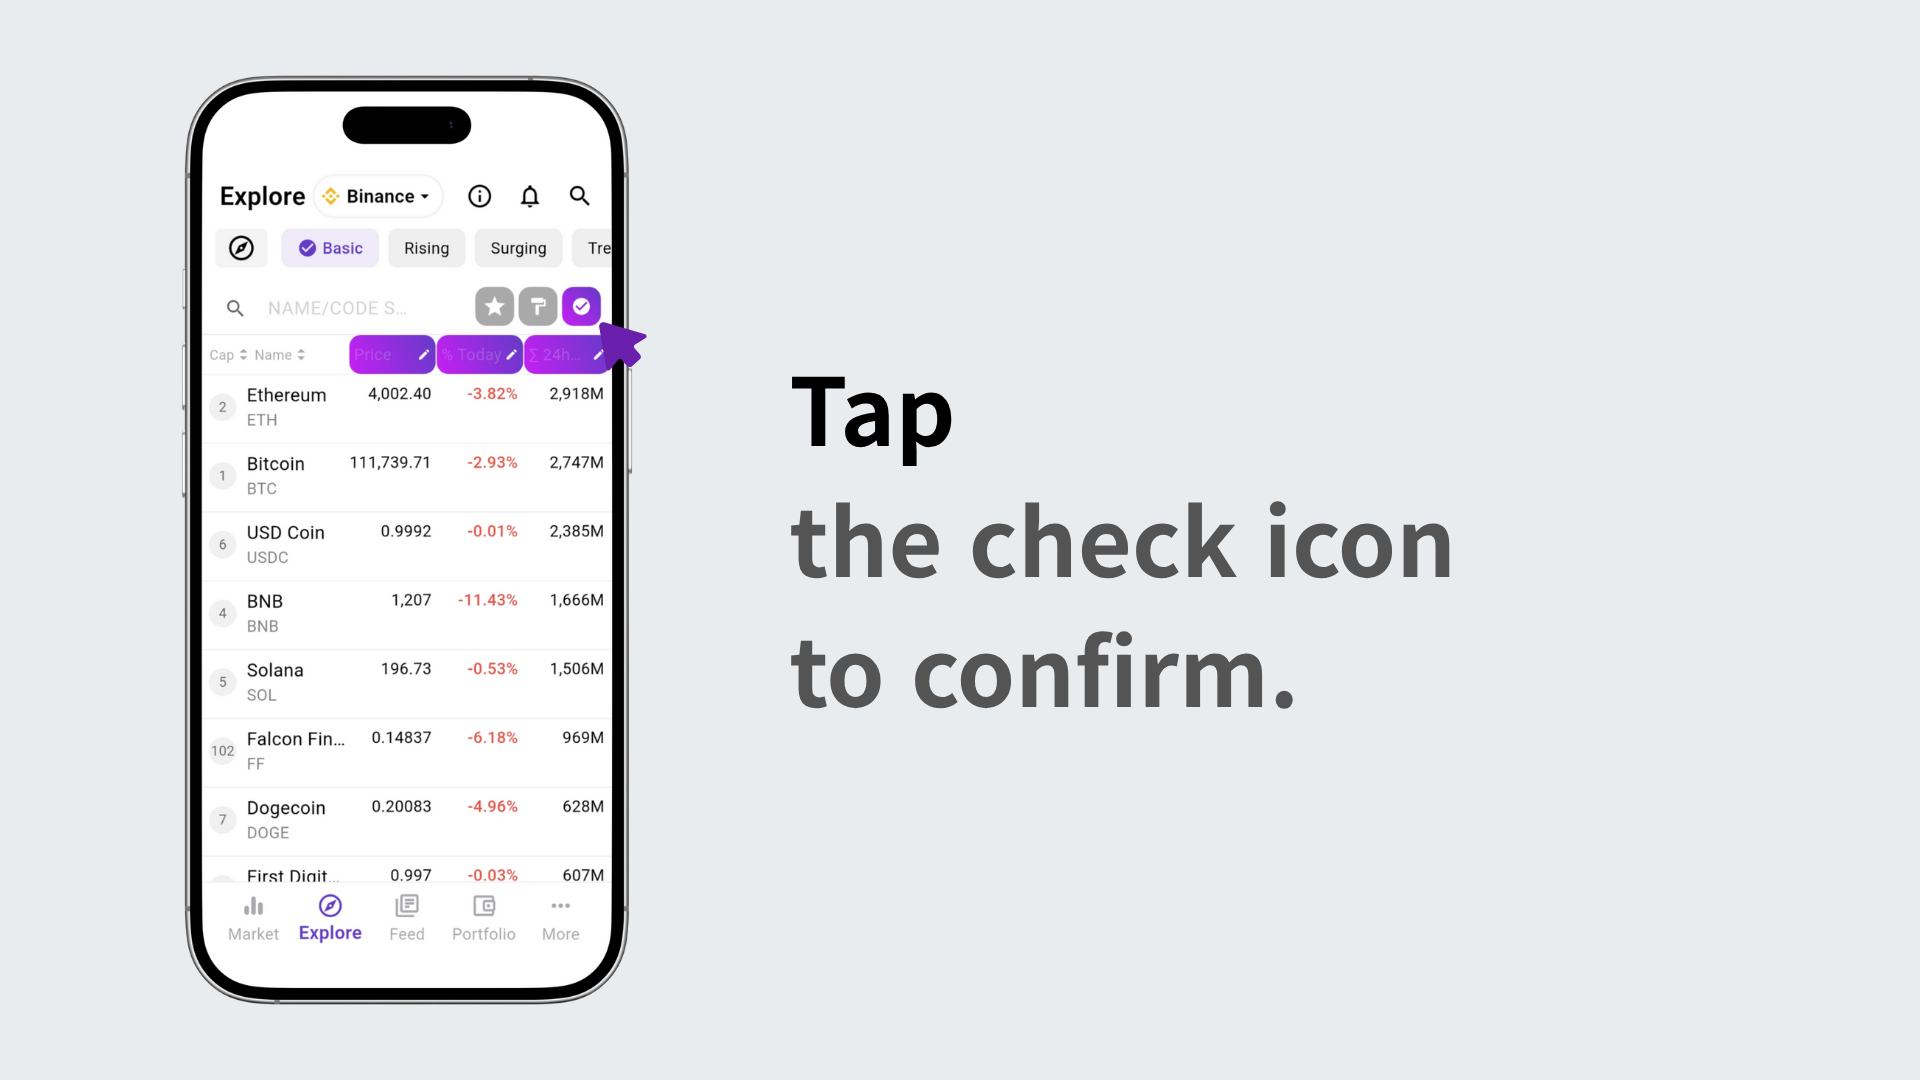 Explore Binance
Basic Rising Surging Tre
NAME/CODE S...
Cap Name Price % Today ∑ 24h...
2 Ethereum 4,002.40 -3.82% 2,918M
ETH
1 Bitcoin 111,739.71 -2.93% 2,747M
BTC
6 USD Coin 0.9992 -0.01% 2,385M
USDC
4 BNB 1,207 -11.43% 1,666M
BNB
5 Solana 196.73 -0.53% 1,506M
SOL
102 Falcon Fin... 0.14837 -6.18% 969M
FF
7 Dogecoin 0.20083 -4.96% 628M
DOGE
First Digit... 0.997 -0.03% 607M
Market Explore Feed Portfolio More
Tap
the check icon
to confirm.